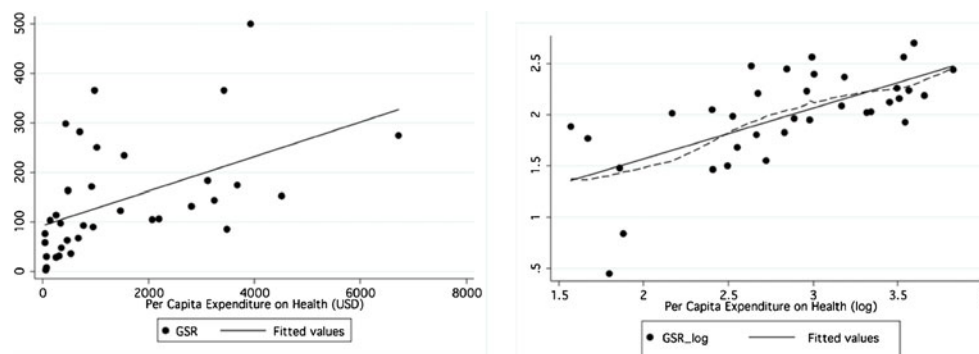 500
400
300
200
100
0
0 2000 4000 6000 8000
Per Capita Expenditure on Health (USD)
GSR Fitted values
2.5
2
1.5
1
.5
1.5 2 2.5 3 3.5
Per Capita Expenditure on Health (log)
GSR_log Fitted values